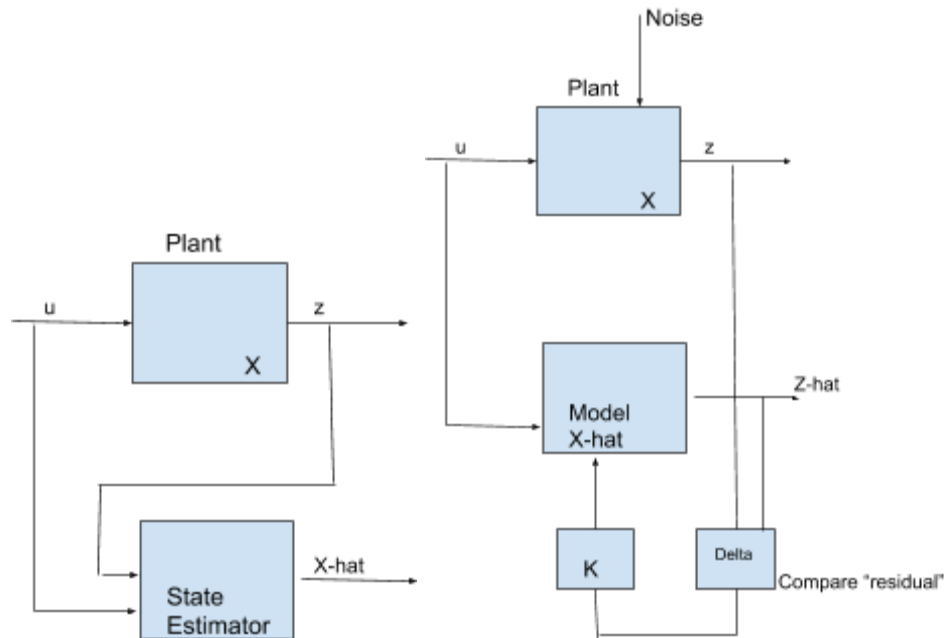 Plant
u
z
X
X-hat
State
Estimator
Noise
Plant
u
z
X
Z-hat
Model
X-hat
K
Delta
Compare “residual”